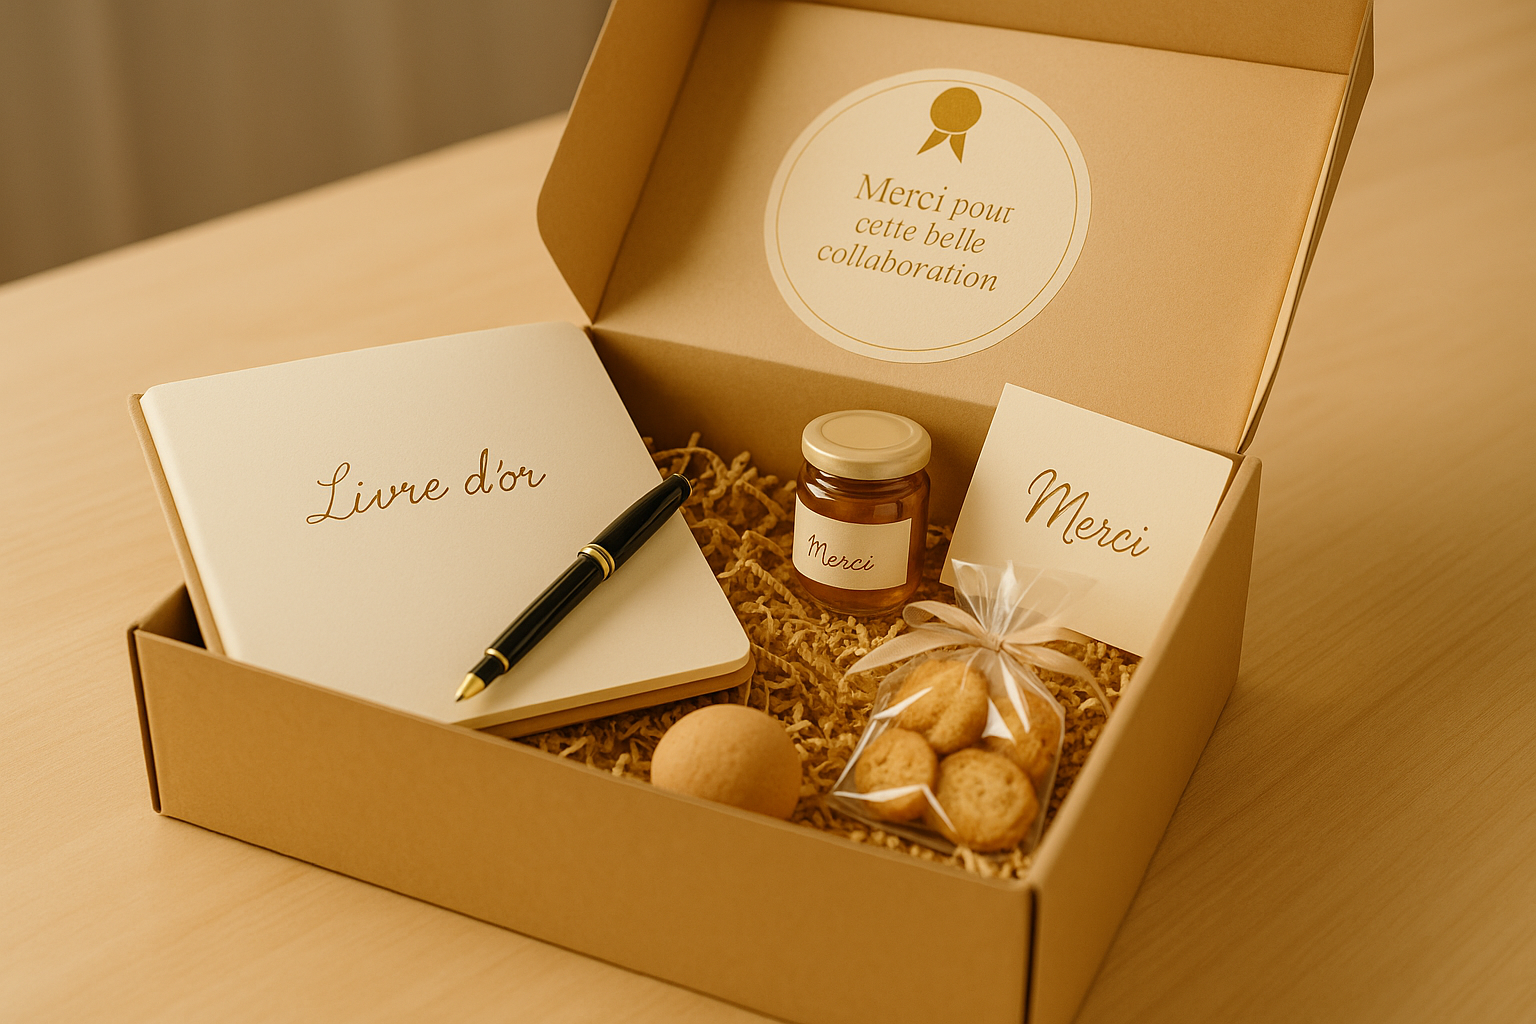 Merci pour
cette belle
collaboration
Livre d'or
Merci
Merci